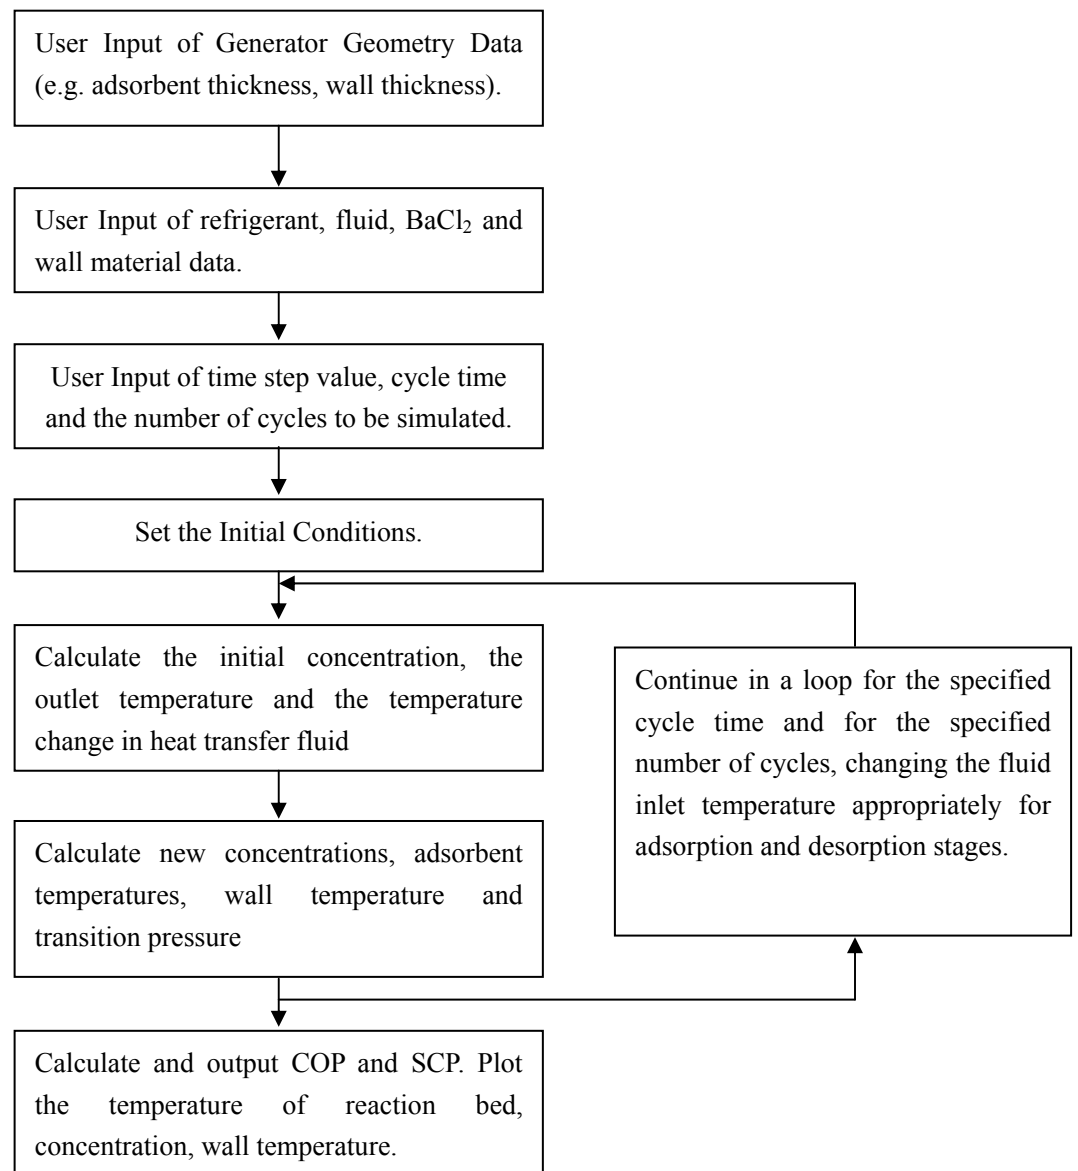 User Input of Generator Geometry Data
(e.g. adsorbent thickness, wall thickness).
User Input of refrigerant, fluid, BaCl₂ and
wall material data.
User Input of time step value, cycle time
and the number of cycles to be simulated.
Set the Initial Conditions.
Calculate the initial concentration, the
outlet temperature and the temperature
change in heat transfer fluid
Continue in a loop for the specified
cycle time and for the specified
number of cycles, changing the fluid
inlet temperature appropriately for
adsorption and desorption stages.
Calculate new concentrations, adsorbent
temperatures, wall temperature and
transition pressure
Calculate and output COP and SCP. Plot
the temperature of reaction bed,
concentration, wall temperature.